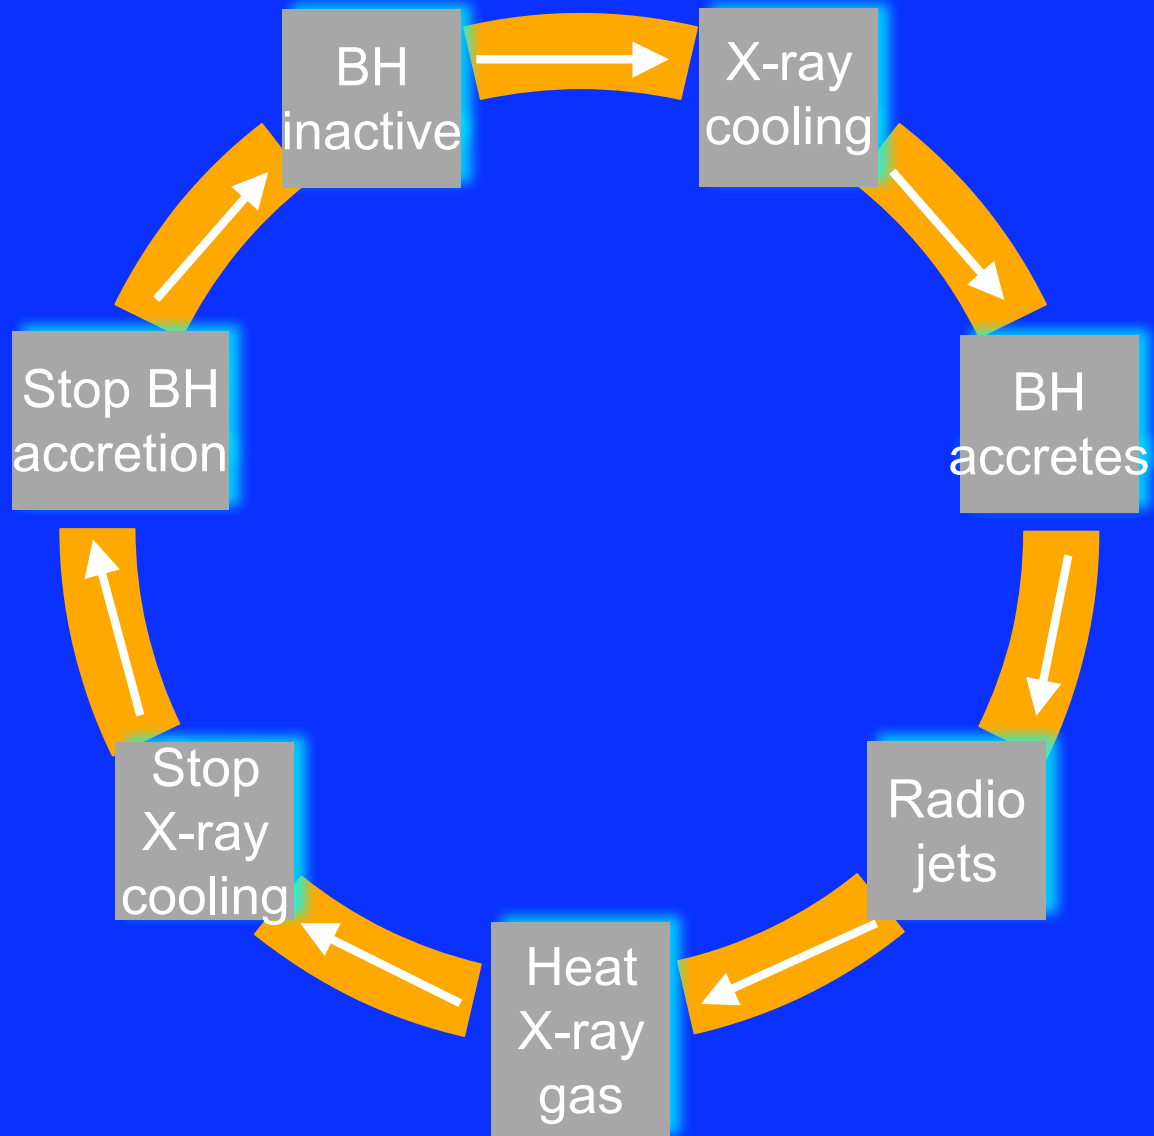 BH
inactive
X-ray
cooling
BH
accretes
Radio
jets
Heat
X-ray
gas
Stop
X-ray
cooling
Stop BH
accretion